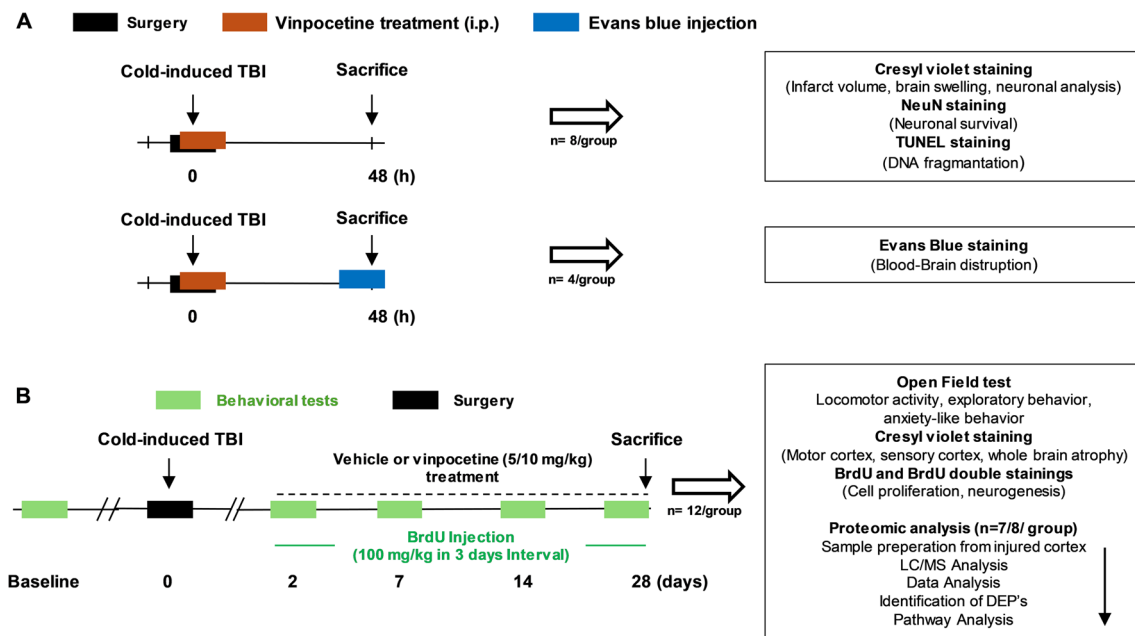 A
Surgery
Vinpocetine treatment (i.p.)
Evans blue injection
Cold-induced TBI
Sacrifice
0
48 (h)
n= 8/group
Cresyl violet staining
(Infarct volume, brain swelling, neuronal analysis)
NeuN staining
(Neuronal survival)
TUNEL staining
(DNA fragmantation)
Cold-induced TBI
Sacrifice
0
48 (h)
n= 4/group
Evans Blue staining
(Blood-Brain distruption)
B
Behavioral tests
Surgery
Cold-induced TBI
Sacrifice
Vehicle or vinpocetine (5/10 mg/kg)
treatment
n= 12/group
BrdU Injection
(100 mg/kg in 3 days Interval)
Baseline
0
2
7
14
28 (days)
Open Field test
Locomotor activity, exploratory behavior,
anxiety-like behavior
Cresyl violet staining
(Motor cortex, sensory cortex, whole brain atrophy)
BrdU and BrdU double stainings
(Cell proliferation, neurogenesis)
Proteomic analysis (n=7/8/ group)
Sample preperation from injured cortex
LC/MS Analysis
Data Analysis
Identification of DEP's
Pathway Analysis